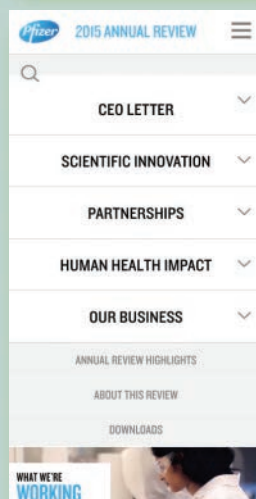 Pfizer 2015 ANNUAL REVIEW
CEO LETTER
SCIENTIFIC INNOVATION
PARTNERSHIPS
HUMAN HEALTH IMPACT
OUR BUSINESS
ANNUAL REVIEW HIGHLIGHTS
ABOUT THIS REVIEW
DOWNLOADS
WHAT WE'RE
WORKING